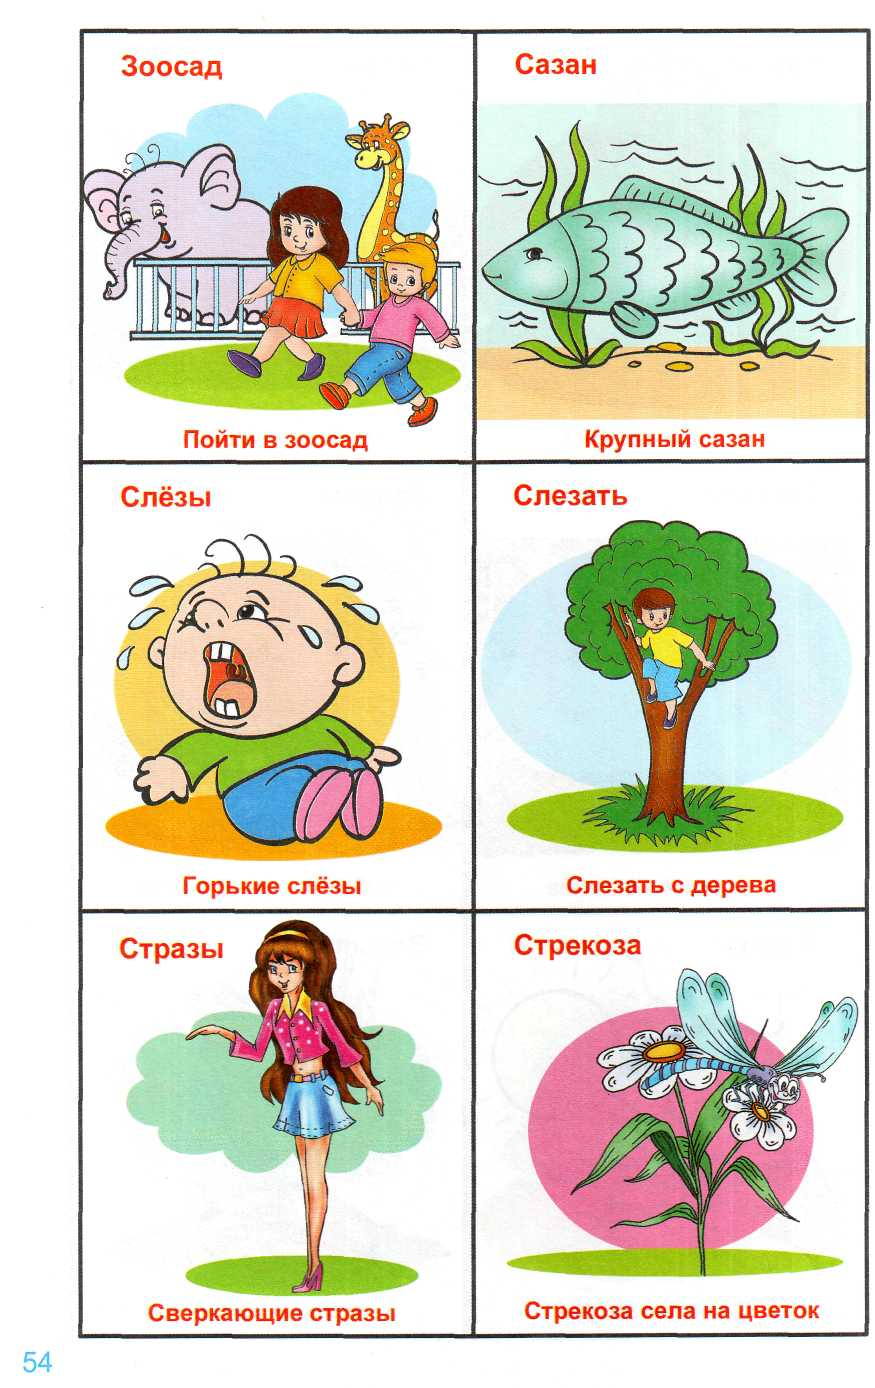 Зоосад
Пойти в зоосад
Сазан
Крупный сазан
Слёзы
Горькие слёзы
Слезать
Слезать с дерева
Стразы
Сверкающие стразы
Стрекоза
Стрекоза села на цветок
54